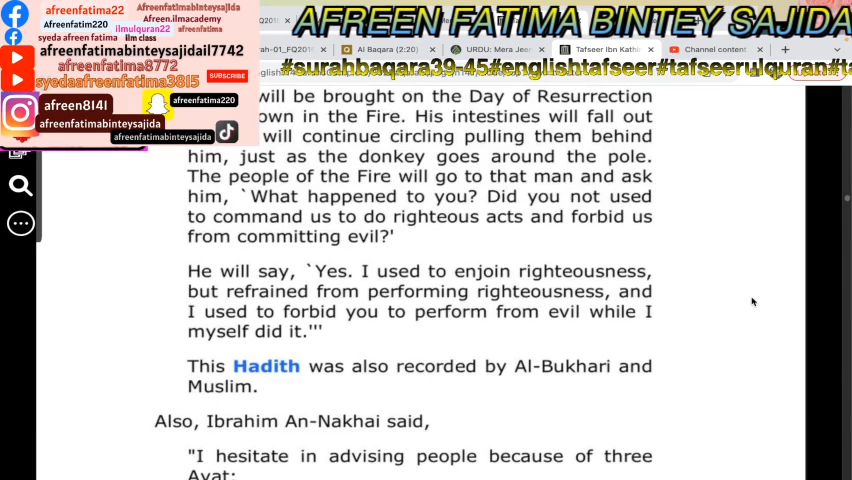 afreenfatima22
Afreenfatimabinteysajida
Afreen.ilmacademy
Afreenfatim220
ilmulquran22
afreenfatima
syeda afreen fatima
ilm class
afreenfatimabinteysajidail7742
afreenfatima8772
SUBSCRIBE
syedaafreenfatima3815
afreen8141
afreenfatima220
afreenfatimabinteysajida
afreenfatimabinteysajida
AFREEN FATIMA BINTEY SAJIDA
Al Baqara (2:20)
URDU: Mera Jee
Tafseer Ibn Kathi
Channel content
#surahbaqara39-45#englishtafseer#tafseerulquran#ta
will be brought on the Day of Resurrection
own in the Fire. His intestines will fall out
will continue circling pulling them behind
him, just as the donkey goes around the pole.
The people of the Fire will go to that man and ask
him, `What happened to you? Did you not used
to command us to do righteous acts and forbid us
from committing evil?'
He will say, `Yes. I used to enjoin righteousness,
but refrained from performing righteousness, and
I used to forbid you to perform from evil while I
myself did it.'"
This Hadith was also recorded by Al-Bukhari and
Muslim.
Also, Ibrahim An-Nakhai said,
"I hesitate in advising people because of three
Ayat: